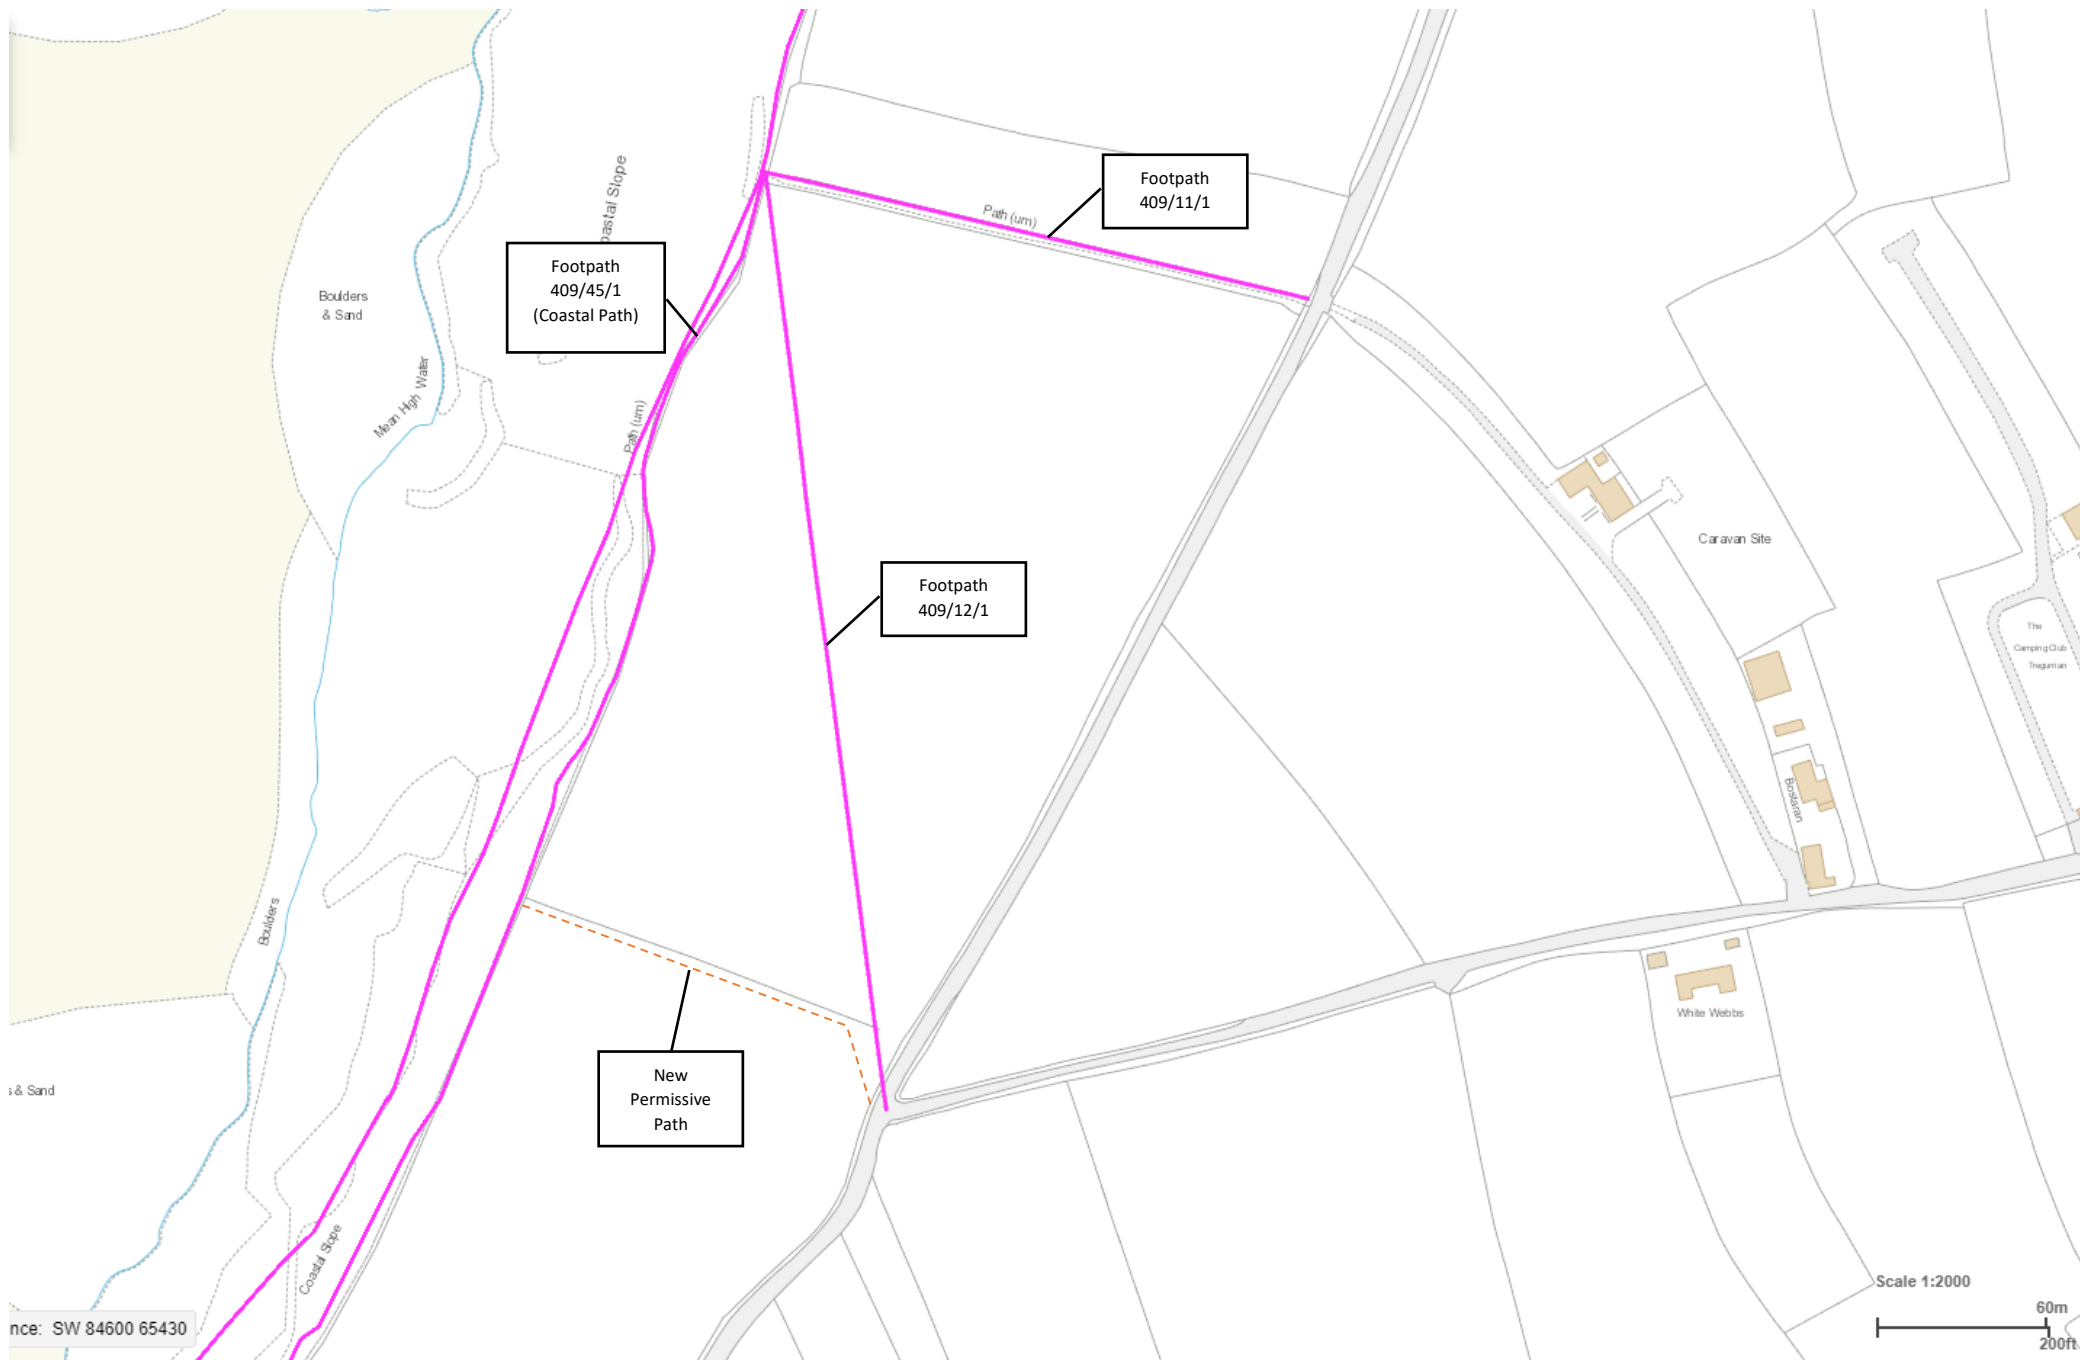 Coastal Slope
Footpath
409/11/1
Path (um)
Footpath
409/45/1
(Coastal Path)
Boulders
& Sand
Mean High Water
Path (um)
Caravan Site
Footpath
409/12/1
The
Camping Club
Tregurrian
Bostaran
Boulders
White Webbs
New
Permissive
Path
s & Sand
Coastal Slope
Scale 1:2000
60m
200ft
nce: SW 84600 65430